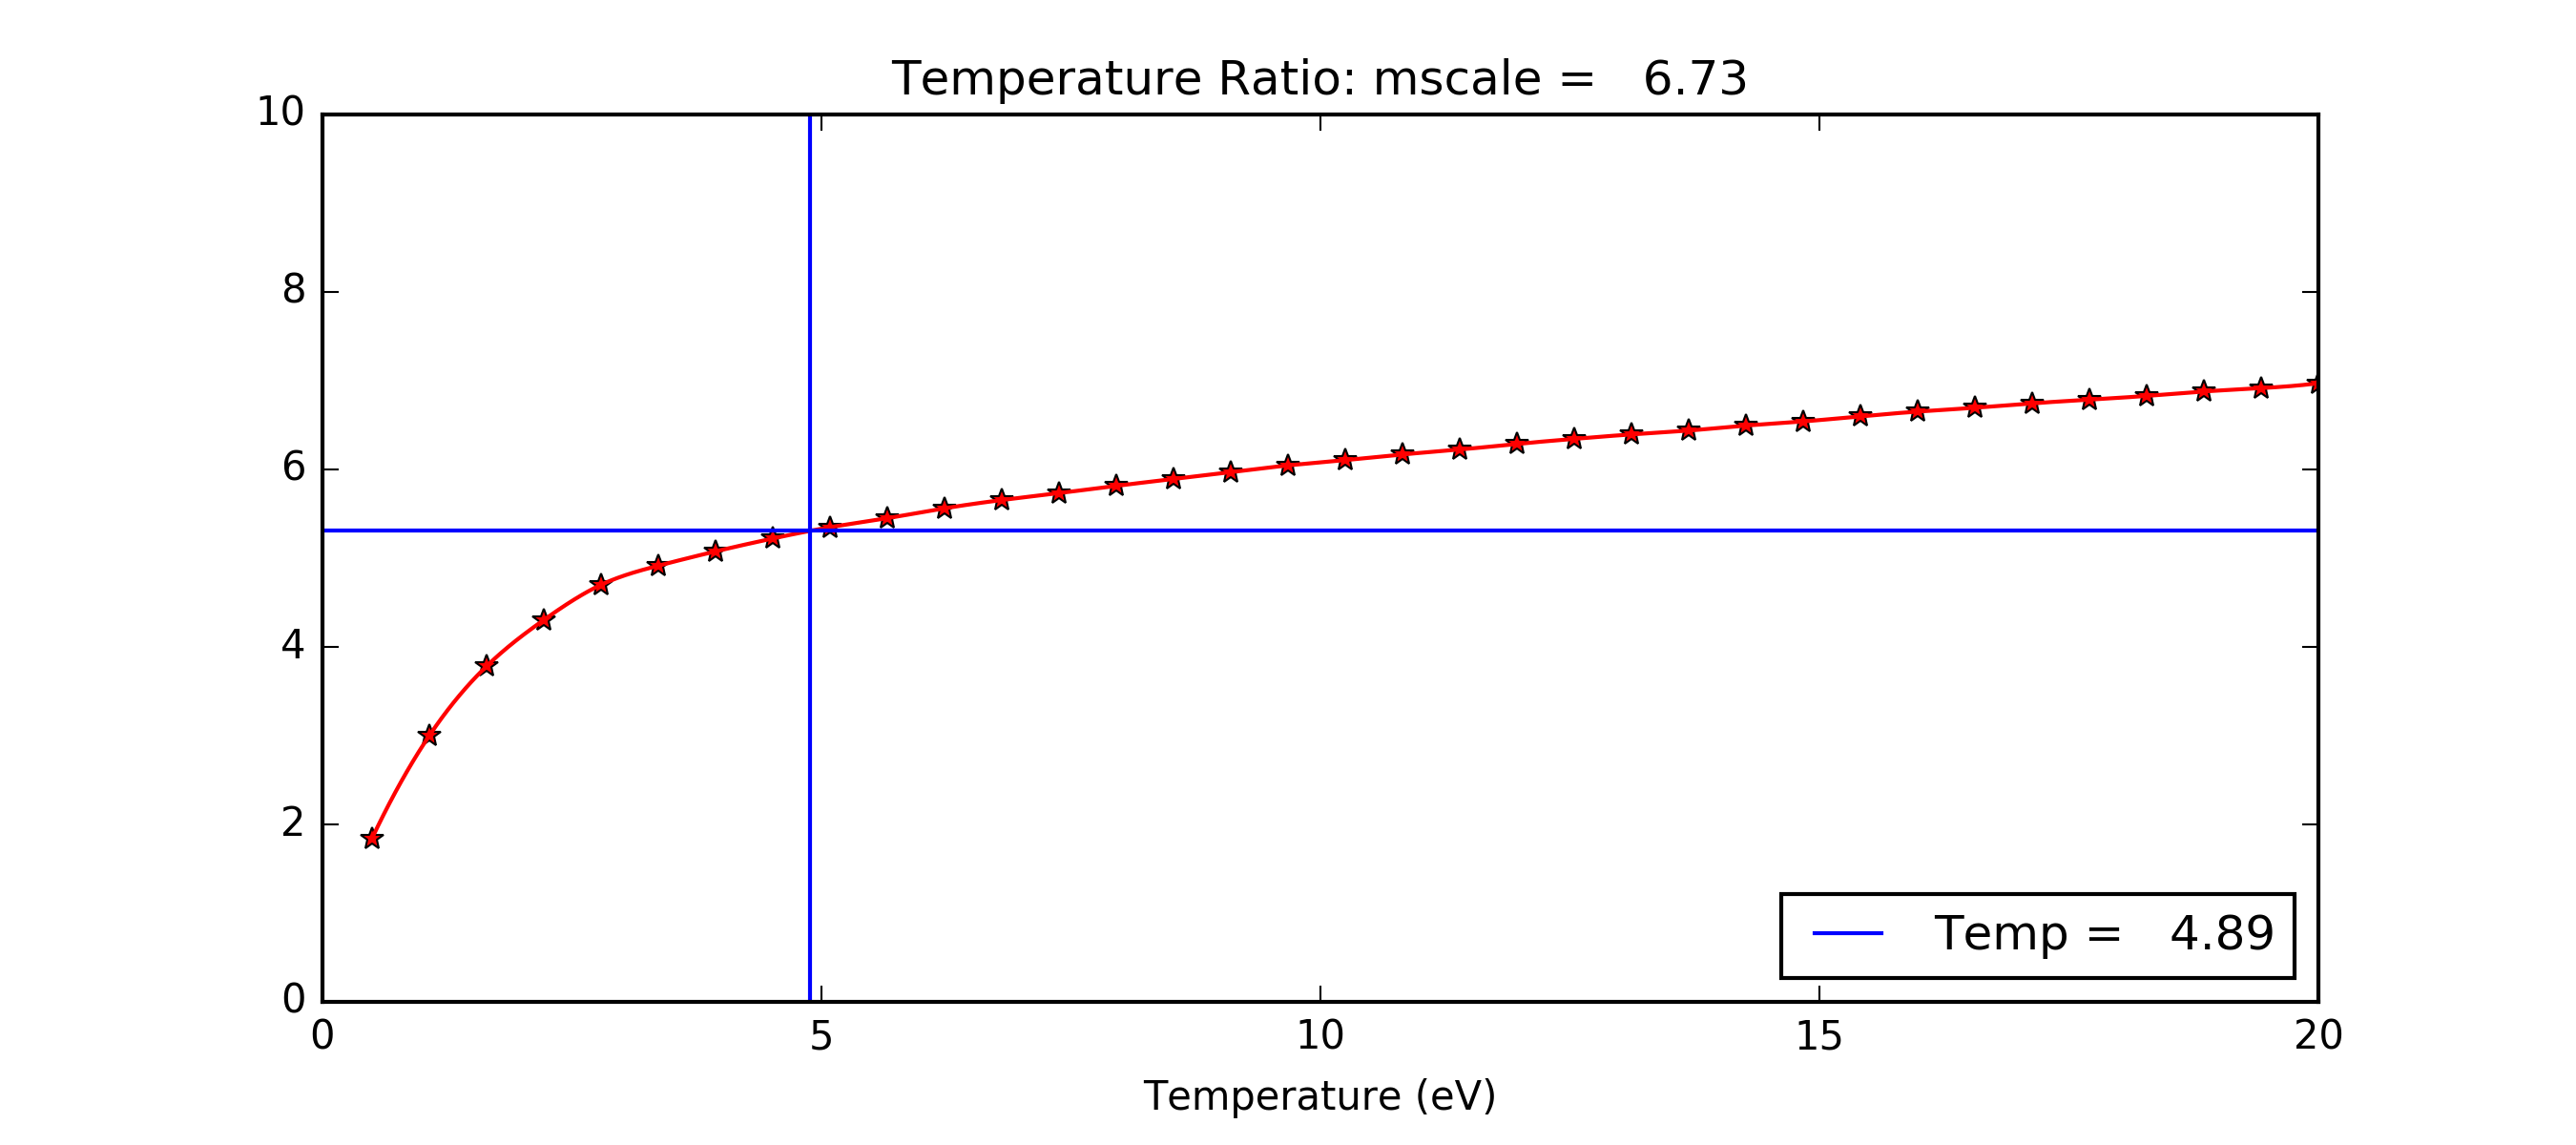 Temperature Ratio: mscale =   6.73
10
8
6
4
2
0
0 5 10 15 20
Temperature (eV)
Temp =   4.89